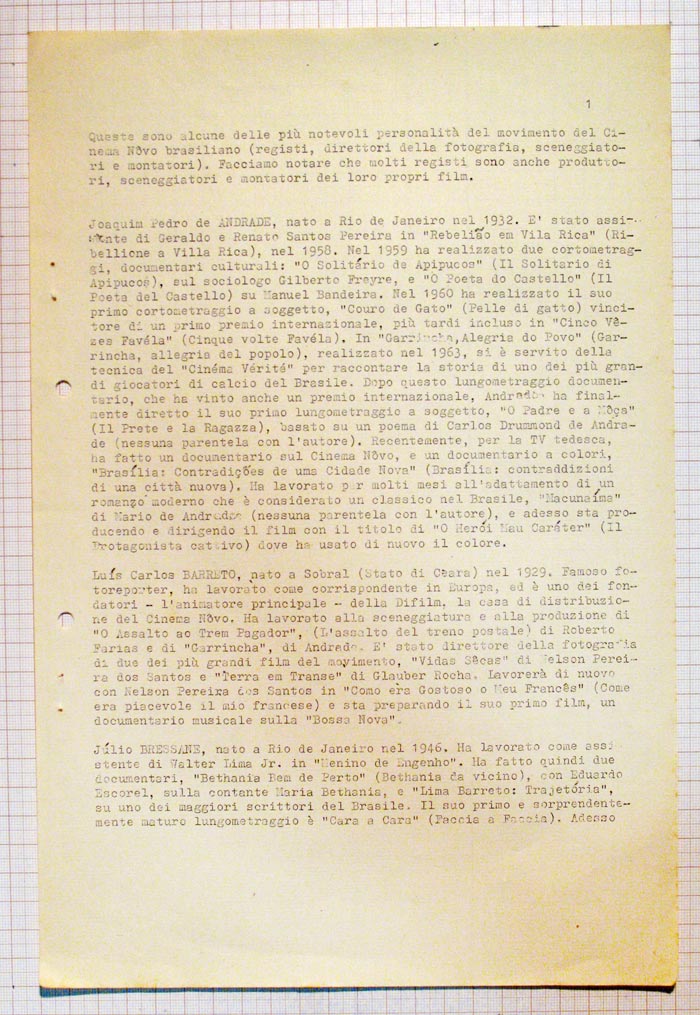 1
Queste sono alcune delle più notevoli personalità del movimento del Ci-
nema Nôvo brasiliano (registi, direttori della fotografia, sceneggiato-
ri e montatori). Facciamo notare che molti registi sono anche produtto-
ri, sceneggiatori e montatori dei loro propri film.
Joaquim Pedro de ANDRADE, nato a Rio de Janeiro nel 1932. E' stato assi-
stente di Geraldo e Renato Santos Pereira in "Rebelião em Vila Rica" (Ri-
bellione a Villa Rica), nel 1958. Nel 1959 ha realizzato due cortometrag-
gi, documentari culturali: "O Solitário de Apipucos" (Il Solitario di
Apipucos), sul sociologo Gilberto Freyre, e "O Poeta do Castello" (Il
Poeta del Castello) su Manuel Bandeira. Nel 1960 ha realizzato il suo
primo cortometraggio a soggetto, "Couro de Gato" (Pelle di gatto) vinci-
tore di un primo premio internazionale, più tardi incluso in "Cinco Vê-
zes Favéla" (Cinque volte Favéla). In "Garrincha,Alegria do Povo" (Gar-
rincha, allegria del popolo), realizzato nel 1963, si è servito della
tecnica del "Cinéma Vérité" per raccontare la storia di uno dei più gran-
di giocatori di calcio del Brasile. Dopo questo lungometraggio documen-
tario, che ha vinto anche un premio internazionale, Andrade ha final-
mente diretto il suo primo lungometraggio a soggetto, "O Padre e a Môça"
(Il Prete e la Ragazza), basato su un poema di Carlos Drummond de Andra-
de (nessuna parentela con l'autore). Recentemente, per la TV tedesca,
ha fatto un documentario sul Cinema Nôvo, e un documentario a colori,
"Brasília: Contradições de uma Cidade Nova" (Brasília: contraddizioni
di una città nuova). Ha lavorato per molti mesi all'adattamento di un
romanzo moderno che è considerato un classico nel Brasile, "Macunaíma"
di Mario de Andrade (nessuna parentela con l'autore), e adesso sta pro-
ducendo e dirigendo il film con il titolo di "O Herói Mau Caráter" (Il
Protagonista cattivo) dove ha usato di nuovo il colore.
Luís Carlos BARRETO, nato a Sobral (Stato di Ceara) nel 1929. Famoso fo-
toreporter, ha lavorato come corrispondente in Europa, ed è uno dei fon-
datori - l'animatore principale - della Difilm, la casa di distribuzio-
ne del Cinema Nôvo. Ha lavorato alla sceneggiatura e alla produzione di
"O Assalto ao Trem Pagador", (L'assalto del treno postale) di Roberto
Farias e di "Garrincha", di Andrade. E' stato direttore della fotografia
di due dei più grandi film del movimento, "Vidas Sêcas" di Nelson Perei-
ra dos Santos e "Terra em Transe" di Glauber Rocha. Lavorerà di nuovo
con Nelson Pereira dos Santos in "Como era Gostoso o Meu Francês" (Come
era piacevole il mio francese) e sta preparando il suo primo film, un
documentario musicale sulla "Bossa Nova".
Júlio BRESSANE, nato a Rio de Janeiro nel 1946. Ha lavorato come assi
stente di Walter Lima Jr. in "Menino de Engenho". Ha fatto quindi due
documentari, "Bethania Bem de Perto" (Bethania da vicino), con Eduardo
Escorel, sulla contante Maria Bethania, e "Lima Barreto: Trajetória",
su uno dei maggiori scrittori del Brasile. Il suo primo e sorprendente-
mente maturo lungometraggio è "Cara a Cara" (Faccia a Faccia). Adesso